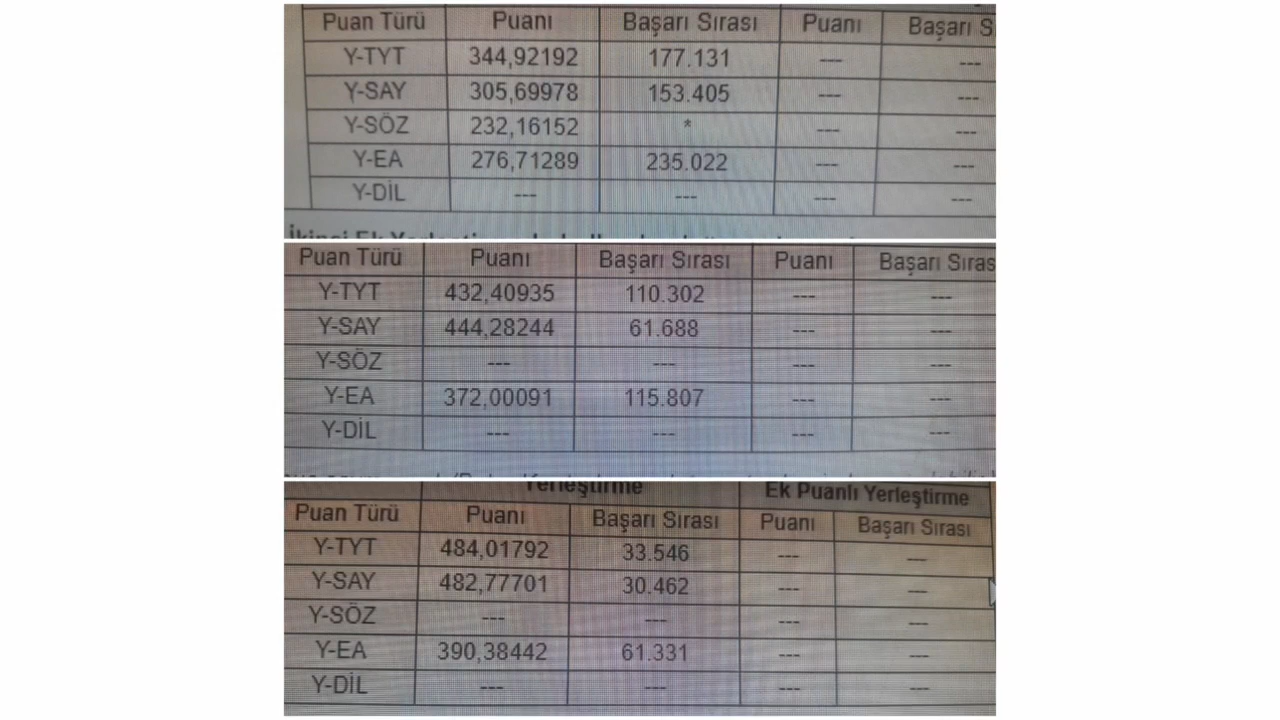 Puan Türü Puanı Başarı Sırası Puanı Başarı S
Y-TYT 344,92192 177.131 --- ---
Y-SAY 305,69978 153.405 --- ---
Y-SÖZ 232,16152 * --- ---
Y-EA 276,71289 235.022 --- ---
Y-DİL --- --- --- ---
İkinci Ek
Puan Türü Puanı Başarı Sırası Puanı Başarı Sıras
Y-TYT 432,40935 110.302 --- ---
Y-SAY 444,28244 61.688 --- ---
Y-SÖZ --- --- --- ---
Y-EA 372,00091 115.807 --- ---
Y-DİL --- --- --- ---
Yerleştirme Ek Puanlı Yerleştirme
Puan Türü Puanı Başarı Sırası Puanı Başarı Sırası
Y-TYT 484,01792 33.546 --- ---
Y-SAY 482,77701 30.462 --- ---
Y-SÖZ --- --- --- ---
Y-EA 390,38442 61.331 --- ---
Y-DİL --- --- --- ---